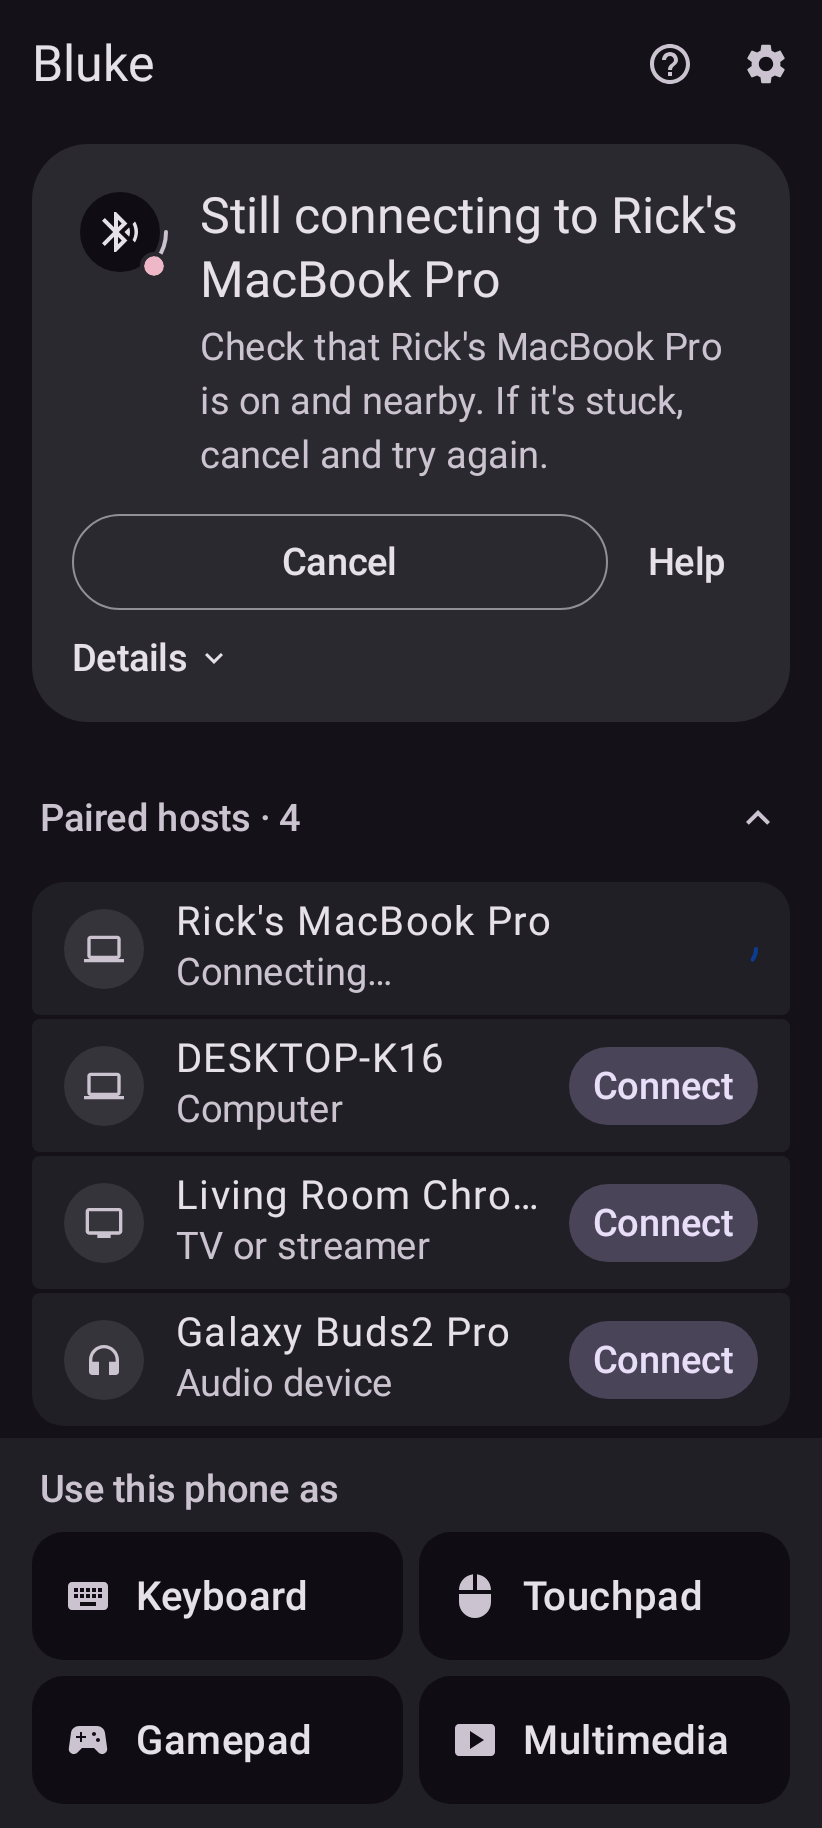 Bluke
Still connecting to Rick's
MacBook Pro
Check that Rick's MacBook Pro
is on and nearby. If it's stuck,
cancel and try again.
Cancel
Help
Details
Paired hosts · 4
Rick's MacBook Pro
Connecting…
DESKTOP-K16
Computer
Connect
Living Room Chro…
TV or streamer
Connect
Galaxy Buds2 Pro
Audio device
Connect
Use this phone as
Keyboard
Touchpad
Gamepad
Multimedia